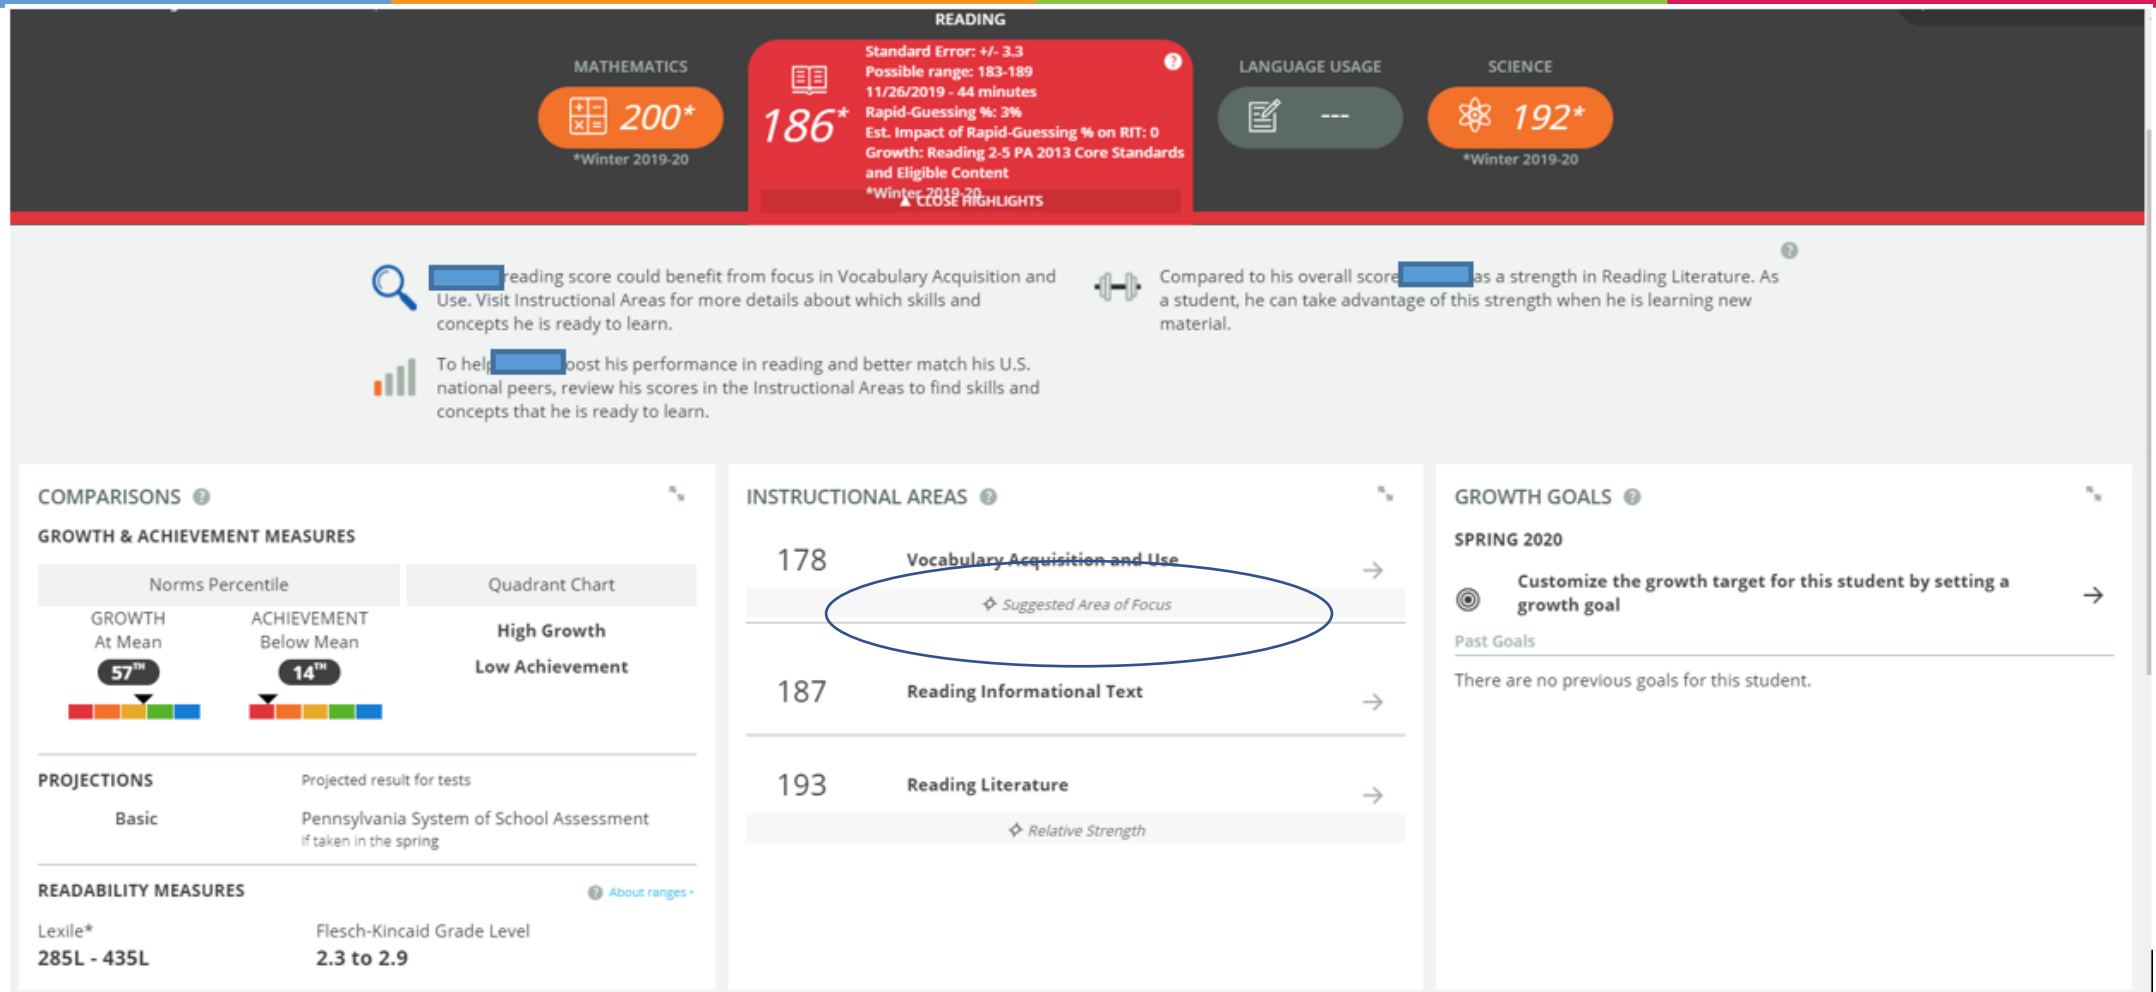 READING
MATHEMATICS
200*
*Winter 2019-20
186*
Standard Error: +/- 3.3
Possible range: 183-189
11/26/2019 - 44 minutes
Rapid-Guessing %: 3%
Est. Impact of Rapid-Guessing % on RIT: 0
Growth: Reading 2-5 PA 2013 Core Standards
and Eligible Content
*Winter 2019-20
▲ CLOSE HIGHLIGHTS
?
LANGUAGE USAGE
---
SCIENCE
192*
*Winter 2019-20
reading score could benefit from focus in Vocabulary Acquisition and
Use. Visit Instructional Areas for more details about which skills and
concepts he is ready to learn.
To help oost his performance in reading and better match his U.S.
national peers, review his scores in the Instructional Areas to find skills and
concepts that he is ready to learn.
?
Compared to his overall score as a strength in Reading Literature. As
a student, he can take advantage of this strength when he is learning new
material.
COMPARISONS ?
GROWTH & ACHIEVEMENT MEASURES
Norms Percentile
Quadrant Chart
GROWTH
At Mean
57TH
ACHIEVEMENT
Below Mean
14TH
High Growth
Low Achievement
PROJECTIONS
Projected result for tests
Basic
Pennsylvania System of School Assessment
If taken in the spring
READABILITY MEASURES
? About ranges
Lexile*
285L - 435L
Flesch-Kincaid Grade Level
2.3 to 2.9
INSTRUCTIONAL AREAS ?
178 Vocabulary Acquisition and Use
Suggested Area of Focus
187 Reading Informational Text
193 Reading Literature
Relative Strength
GROWTH GOALS ?
SPRING 2020
Customize the growth target for this student by setting a
growth goal
Past Goals
There are no previous goals for this student.